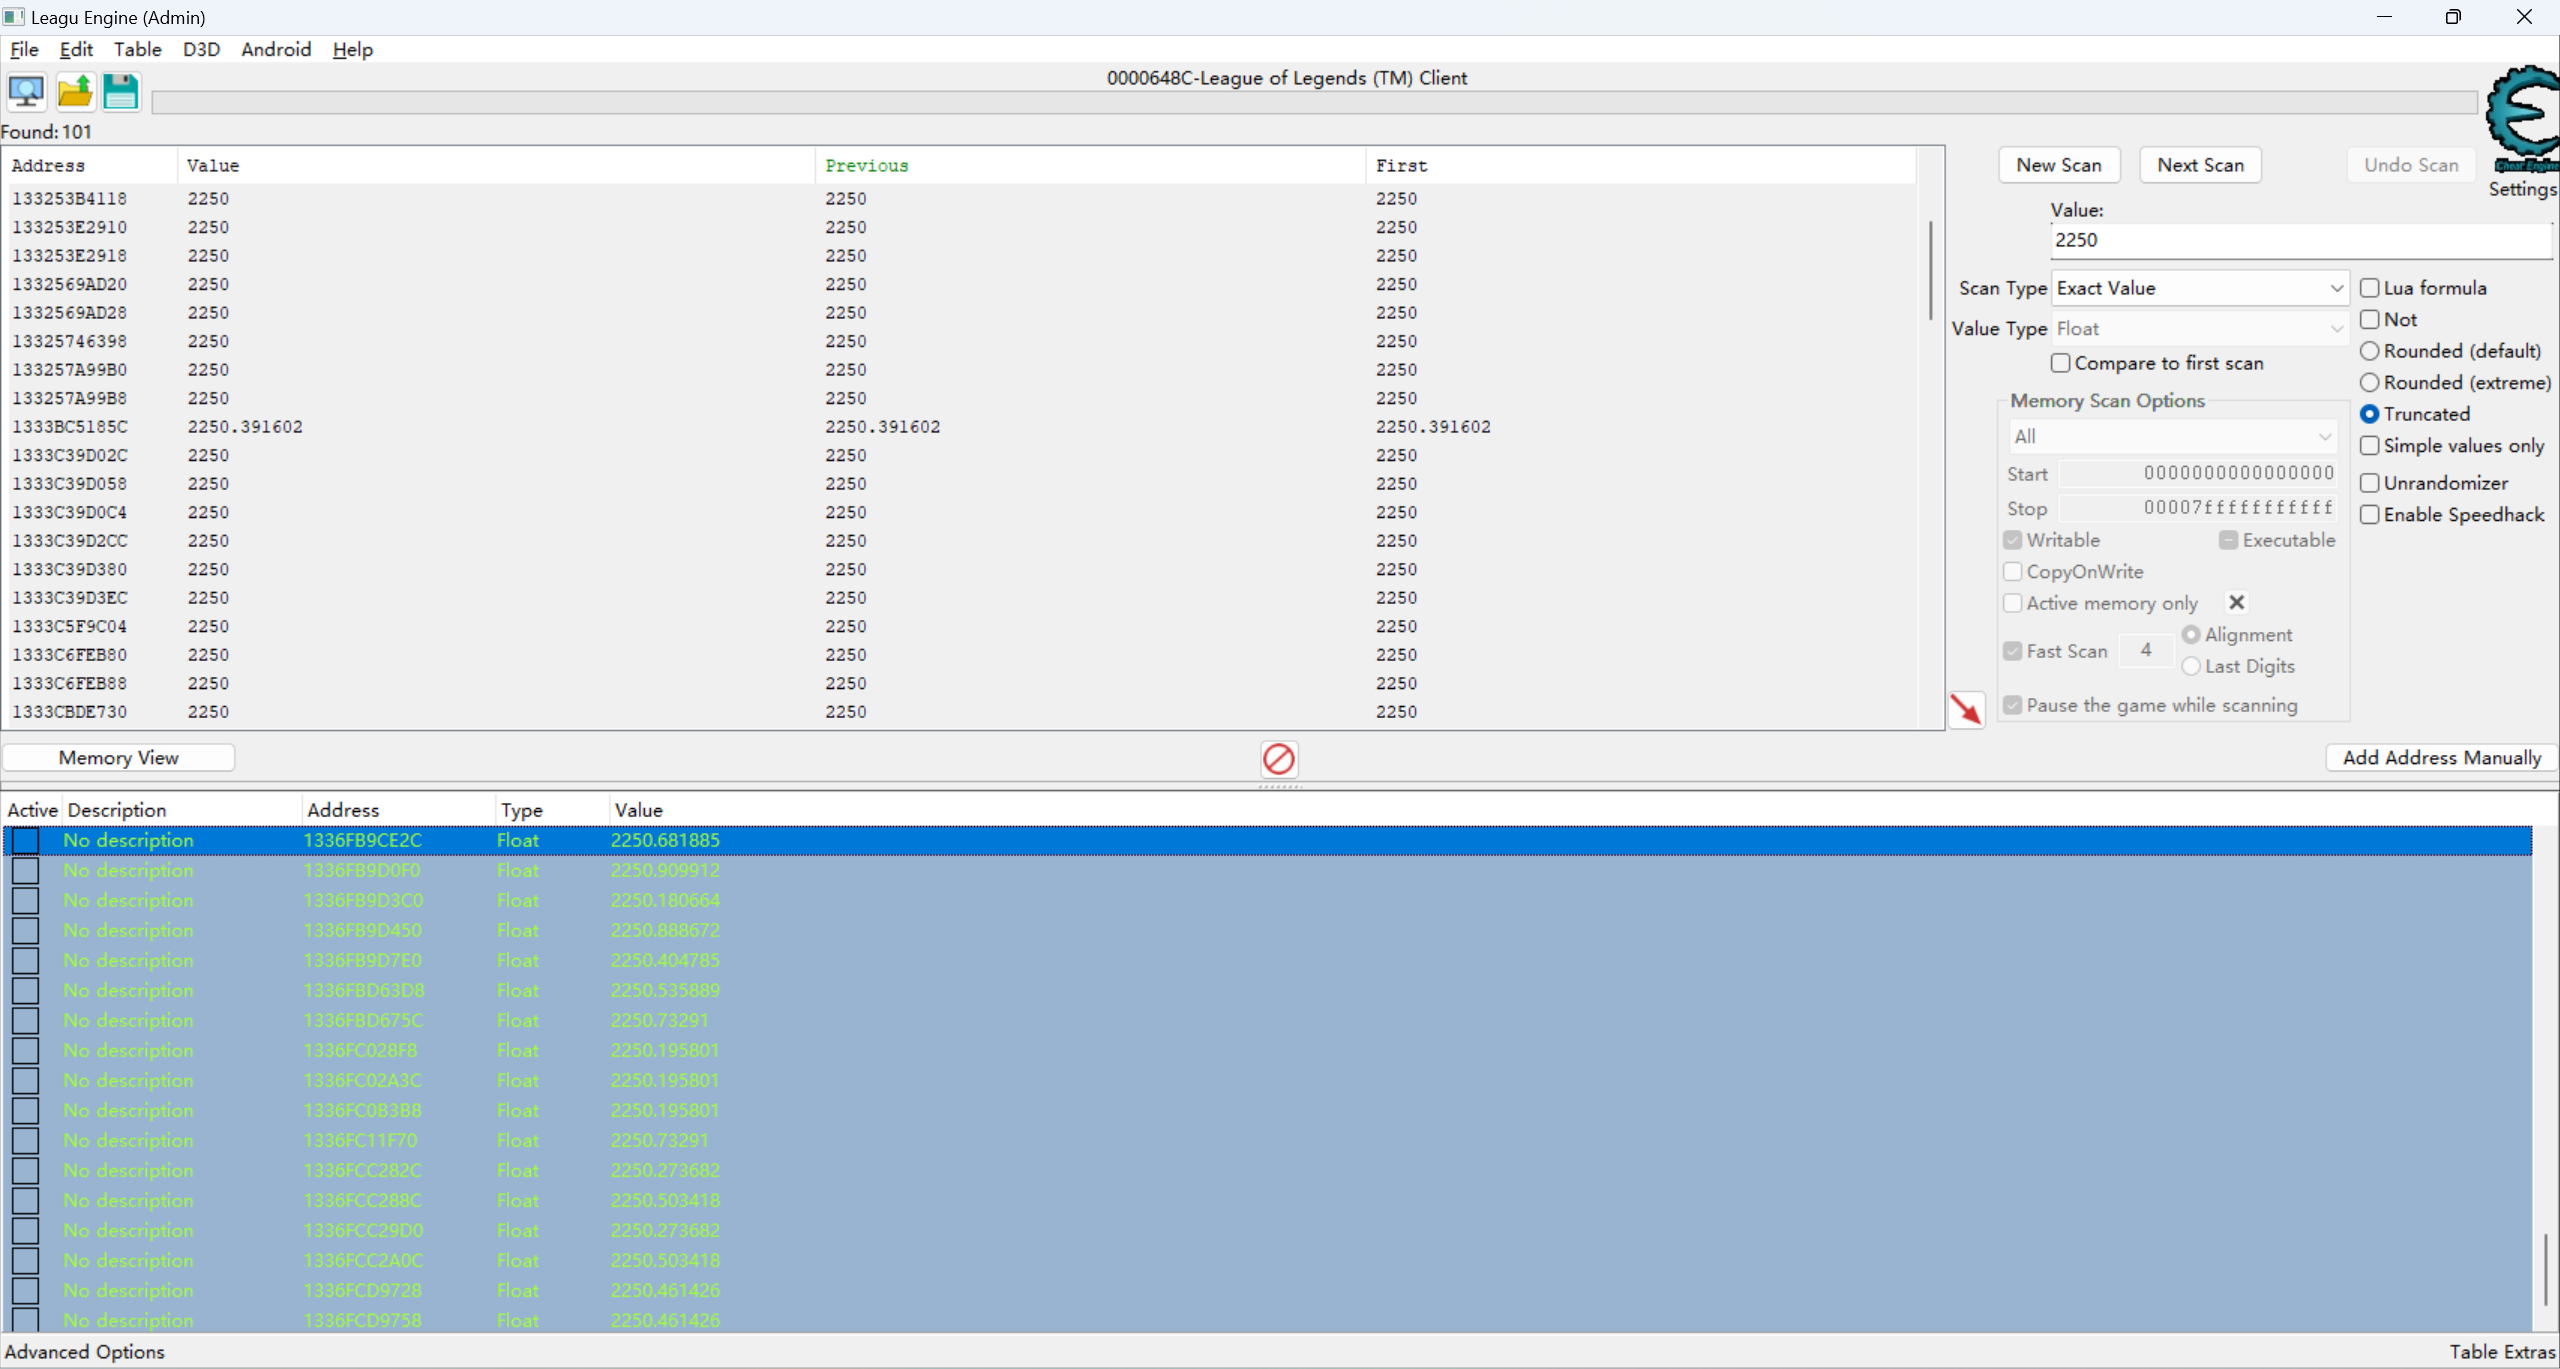 Leagu Engine (Admin)
File Edit Table D3D Android Help
0000648C-League of Legends (TM) Client
Found: 101
Address Value Previous First
133253B4118 2250 2250 2250
133253E2910 2250 2250 2250
133253E2918 2250 2250 2250
1332569AD20 2250 2250 2250
1332569AD28 2250 2250 2250
13325746398 2250 2250 2250
133257A99B0 2250 2250 2250
133257A99B8 2250 2250 2250
1333BC5185C 2250.391602 2250.391602 2250.391602
1333C39D02C 2250 2250 2250
1333C39D058 2250 2250 2250
1333C39D0C4 2250 2250 2250
1333C39D2CC 2250 2250 2250
1333C39D380 2250 2250 2250
1333C39D3EC 2250 2250 2250
1333C5F9C04 2250 2250 2250
1333C6FEB80 2250 2250 2250
1333C6FEB88 2250 2250 2250
1333CBDE730 2250 2250 2250
New Scan Next Scan Undo Scan
Cheat Engine
Settings
Value:
2250
Scan Type Exact Value
Value Type Float
Compare to first scan
Lua formula
Not
Rounded (default)
Rounded (extreme)
Truncated
Simple values only
Unrandomizer
Enable Speedhack
Memory Scan Options
All
Start 0000000000000000
Stop 00007fffffffffff
Writable Executable
CopyOnWrite
Active memory only
Fast Scan 4 Alignment
Last Digits
Pause the game while scanning
Memory View Add Address Manually
Active Description Address Type Value
No description 1336FB9CE2C Float 2250.681885
No description 1336FB9D0F0 Float 2250.909912
No description 1336FB9D3C0 Float 2250.180664
No description 1336FB9D450 Float 2250.888672
No description 1336FB9D7E0 Float 2250.404785
No description 1336FBD63D8 Float 2250.535889
No description 1336FBD675C Float 2250.73291
No description 1336FC028F8 Float 2250.195801
No description 1336FC02A3C Float 2250.195801
No description 1336FC0B3B8 Float 2250.195801
No description 1336FC11F70 Float 2250.73291
No description 1336FCC282C Float 2250.273682
No description 1336FCC288C Float 2250.503418
No description 1336FCC29D0 Float 2250.273682
No description 1336FCC2A0C Float 2250.503418
No description 1336FCD9728 Float 2250.461426
No description 1336FCD9758 Float 2250.461426
Advanced Options Table Extras